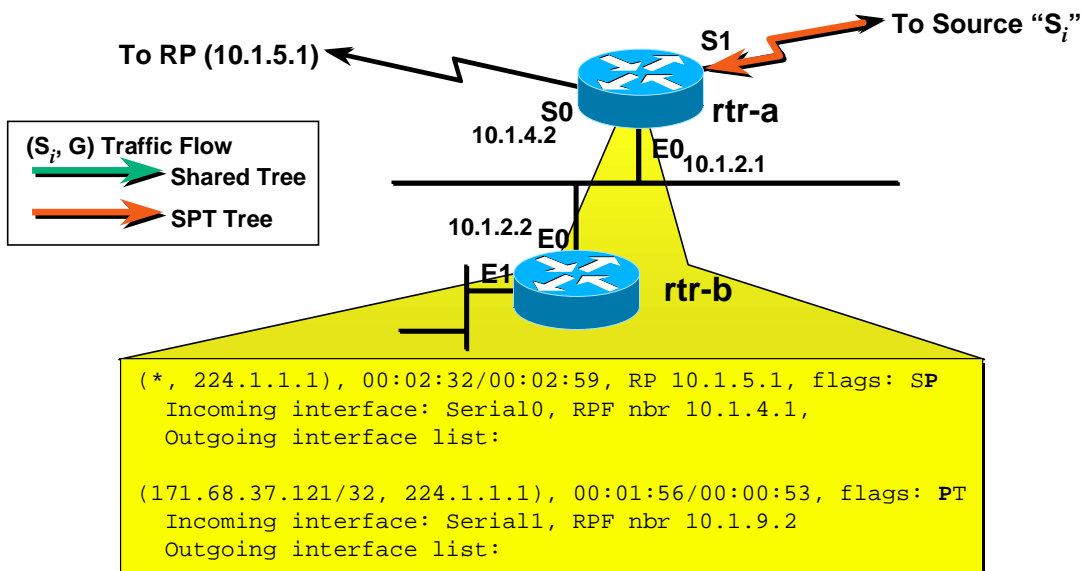 To Source “Si”
S1
To RP (10.1.5.1)
rtr-a
S0
10.1.4.2
E0
10.1.2.1
(Si, G) Traffic Flow
Shared Tree
SPT Tree
10.1.2.2
E0
E1
rtr-b
(*, 224.1.1.1), 00:02:32/00:02:59, RP 10.1.5.1, flags: SP
Incoming interface: Serial0, RPF nbr 10.1.4.1,
Outgoing interface list:
(171.68.37.121/32, 224.1.1.1), 00:01:56/00:00:53, flags: PT
Incoming interface: Serial1, RPF nbr 10.1.9.2
Outgoing interface list: